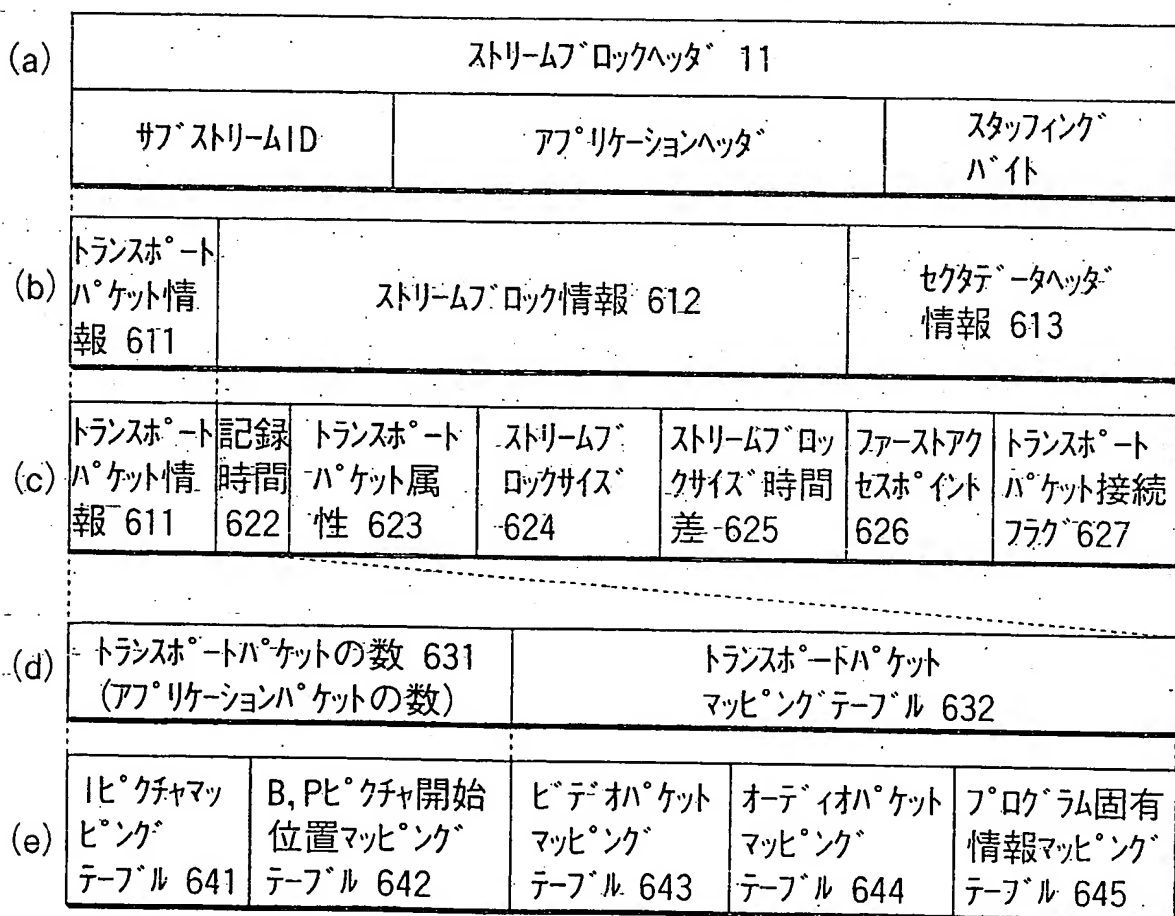 (a)
ストリームブロックヘッダ 11
サブストリームID
アプリケーションヘッダ
スタッフィング
バイト
(b)
トランスポート
パケット情
報 611
ストリームブロック情報 612
セクタデータヘッダ
情報 613
(c)
トランスポート
パケット情
報 611
記録
時間
622
トランスポート
パケット属
性 623
ストリームブ
ロックサイズ
624
ストリームブロッ
クサイズ時間
差 625
ファーストアク
セスポイント
626
トランスポート
パケット接続
フラグ 627
(d)
トランスポートパケットの数 631
(アプリケーションパケットの数)
トランスポートパケット
マッピングテーブル 632
(e)
Iピクチャマッ
ピング
テーブル 641
B,Pピクチャ開始
位置マッピング
テーブル 642
ビデオパケット
マッピング
テーブル 643
オーディオパケット
マッピング
テーブル 644
プログラム固有
情報マッピング
テーブル 645